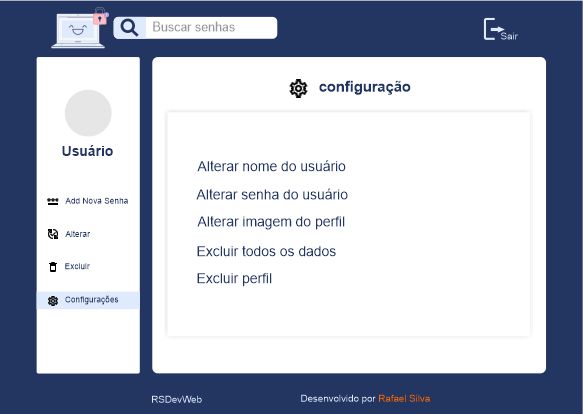 Buscar senhas
Sair
Usuário
Add Nova Senha
Alterar
Excluir
Configurações
configuração
Alterar nome do usuário
Alterar senha do usuário
Alterar imagem do perfil
Excluir todos os dados
Excluir perfil
RSDevWeb
Desenvolvido por Rafael Silva